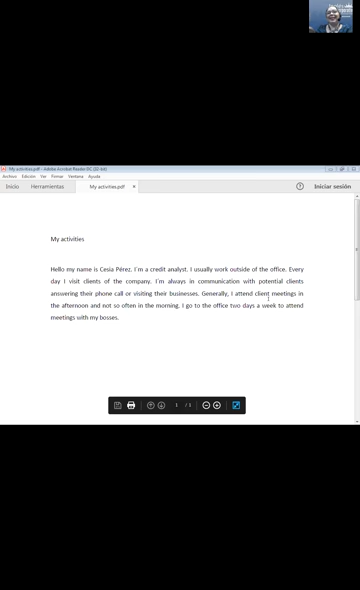 My activities.pdf - Adobe Acrobat Reader DC (32-bit)
Archivo Edición Ver Firmar Ventana Ayuda
Inicio Herramientas My activities.pdf × Iniciar sesión
My activities
Hello my name is Cesia Pérez. I´m a credit analyst. I usually work outside of the office. Every
day I visit clients of the company. I´m always in communication with potential clients
answering their phone call or visiting their businesses. Generally, I attend client meetings in
the afternoon and not so often in the morning. I go to the office two days a week to attend
meetings with my bosses.
1 / 1